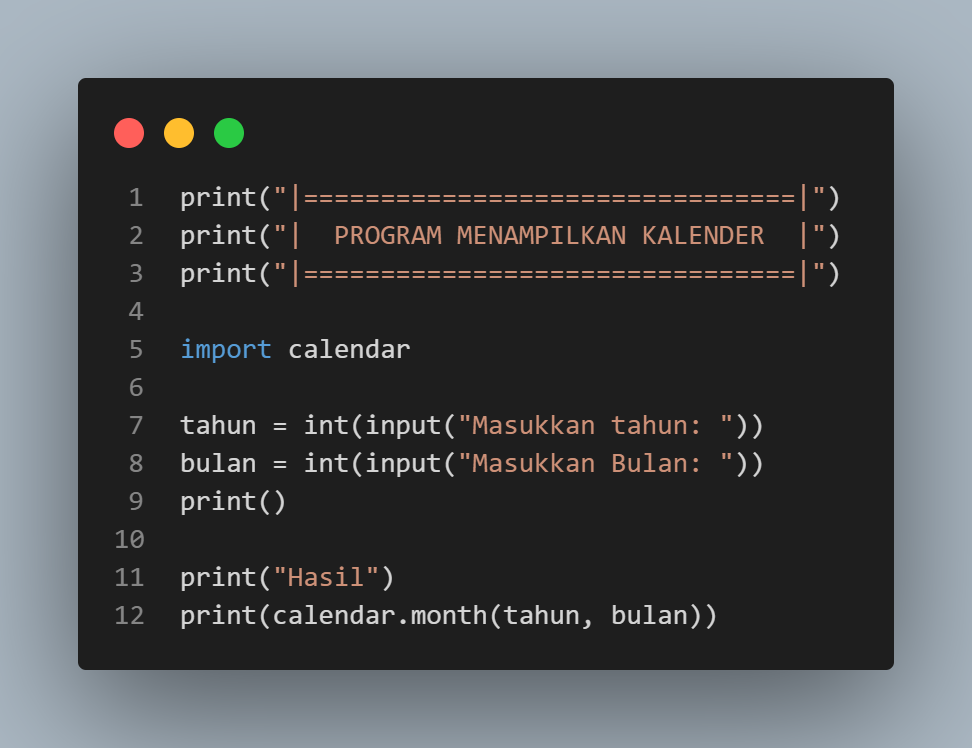 1 print("|================================|")
2 print("|  PROGRAM MENAMPILKAN KALENDER  |")
3 print("|================================|")
4
5 import calendar
6
7 tahun = int(input("Masukkan tahun: "))
8 bulan = int(input("Masukkan Bulan: "))
9 print()
10
11 print("Hasil")
12 print(calendar.month(tahun, bulan))